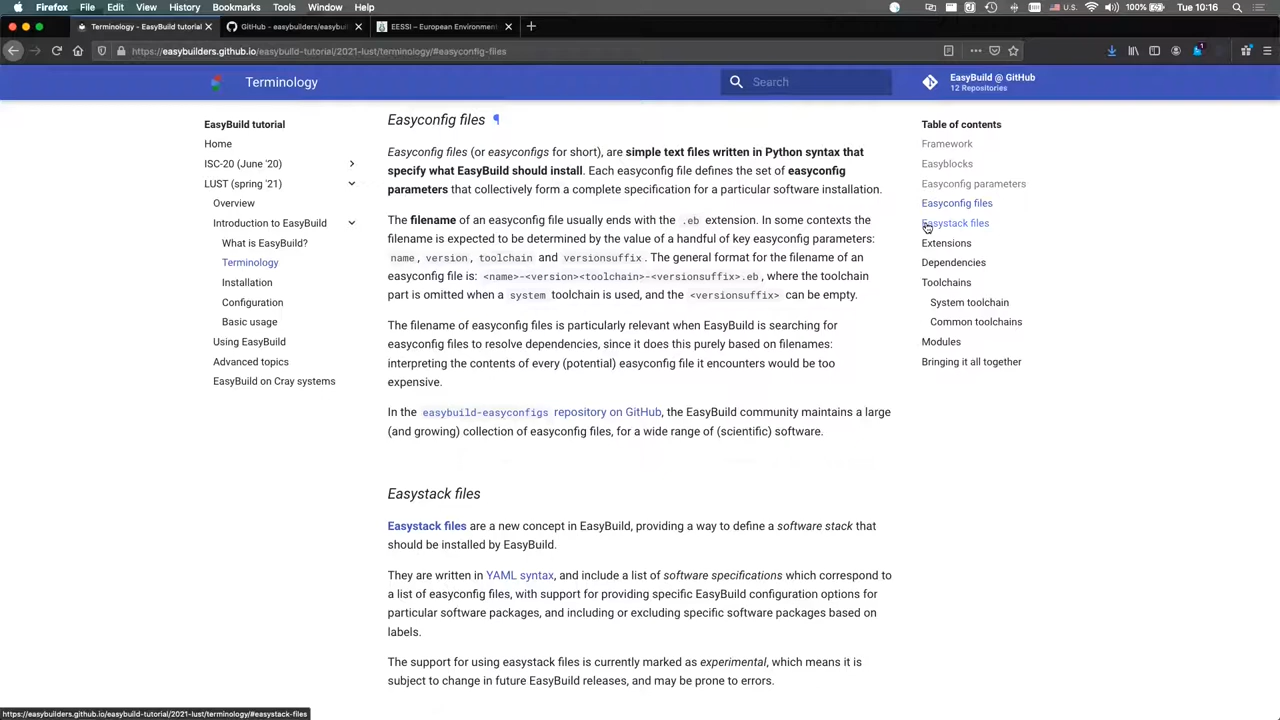 Firefox File Edit View History Bookmarks Tools Window Help
Tue 10:16
Terminology - EasyBuild tutorial
GitHub - easybuilders/easybuil
EESSI – European Environment
https://easybuilders.github.io/easybuild-tutorial/2021-lust/terminology/#easyconfig-files
Terminology
Search
EasyBuild @ GitHub
12 Repositories
EasyBuild tutorial
Home
ISC-20 (June '20)
LUST (spring '21)
Overview
Introduction to EasyBuild
What is EasyBuild?
Terminology
Installation
Configuration
Basic usage
Using EasyBuild
Advanced topics
EasyBuild on Cray systems
Easyconfig files ¶
Easyconfig files (or easyconfigs for short), are simple text files written in Python syntax that
specify what EasyBuild should install. Each easyconfig file defines the set of easyconfig
parameters that collectively form a complete specification for a particular software installation.
The filename of an easyconfig file usually ends with the .eb extension. In some contexts the
filename is expected to be determined by the value of a handful of key easyconfig parameters:
name, version, toolchain and versionsuffix. The general format for the filename of an
easyconfig file is: <name>-<version><toolchain>-<versionsuffix>.eb, where the toolchain
part is omitted when a system toolchain is used, and the <versionsuffix> can be empty.
The filename of easyconfig files is particularly relevant when EasyBuild is searching for
easyconfig files to resolve dependencies, since it does this purely based on filenames:
interpreting the contents of every (potential) easyconfig file it encounters would be too
expensive.
In the easybuild-easyconfigs repository on GitHub, the EasyBuild community maintains a large
(and growing) collection of easyconfig files, for a wide range of (scientific) software.
Easystack files
Easystack files are a new concept in EasyBuild, providing a way to define a software stack that
should be installed by EasyBuild.
They are written in YAML syntax, and include a list of software specifications which correspond to
a list of easyconfig files, with support for providing specific EasyBuild configuration options for
particular software packages, and including or excluding specific software packages based on
labels.
The support for using easystack files is currently marked as experimental, which means it is
subject to change in future EasyBuild releases, and may be prone to errors.
Table of contents
Framework
Easyblocks
Easyconfig parameters
Easyconfig files
Easystack files
Extensions
Dependencies
Toolchains
System toolchain
Common toolchains
Modules
Bringing it all together
https://easybuilders.github.io/easybuild-tutorial/2021-lust/terminology/#easystack-files